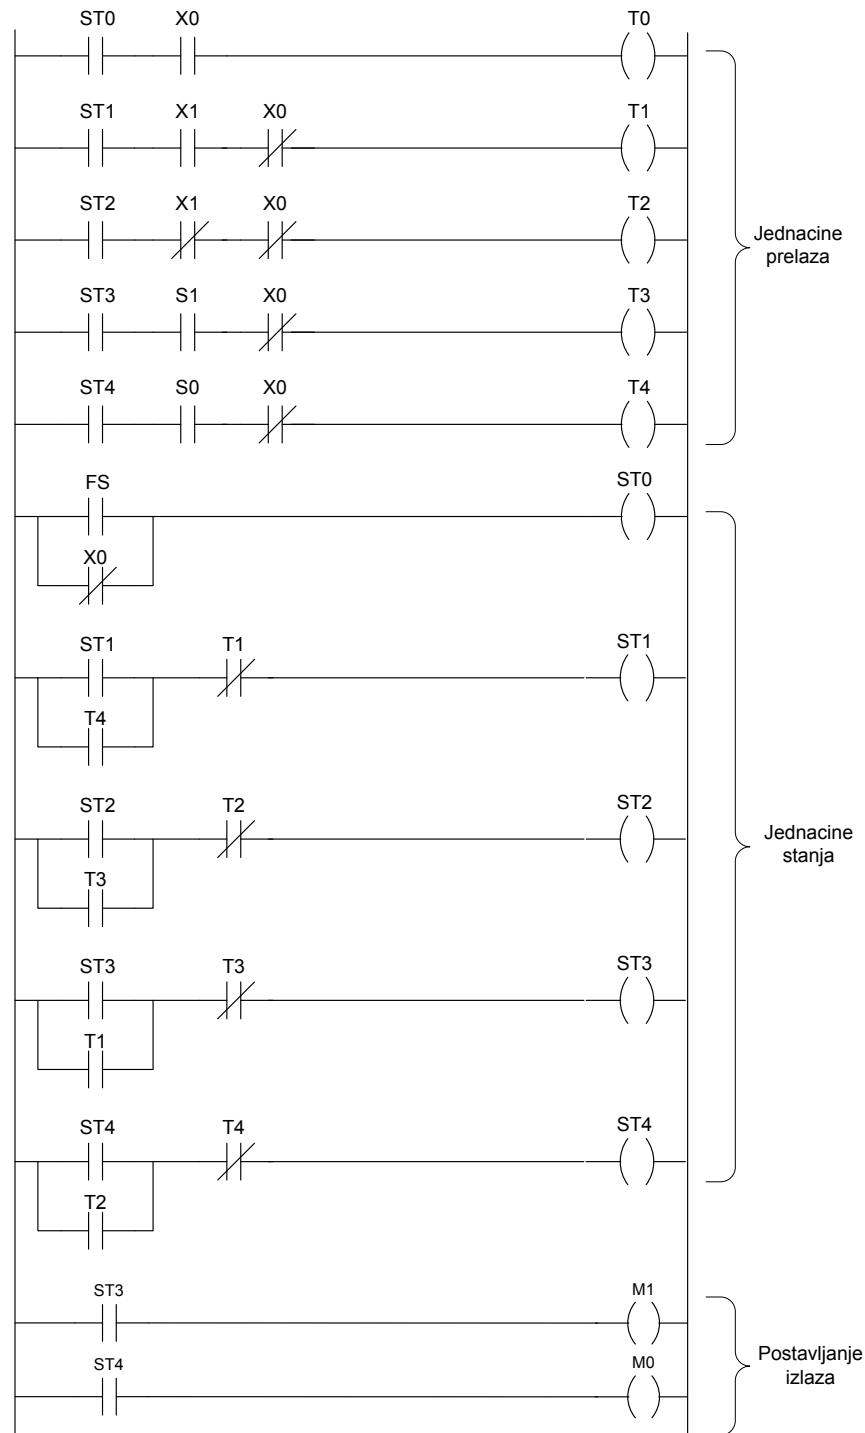 ST0 X0 T0
ST1 X1 X0 T1
ST2 X1 X0 T2
Jednacine
prelaza
ST3 S1 X0 T3
ST4 S0 X0 T4
FS ST0
X0
ST1 T1 ST1
T4
ST2 T2 ST2
Jednacine
stanja
T3
ST3 T3 ST3
T1
ST4 T4 ST4
T2
ST3 M1
Postavljanje
izlaza
ST4 M0